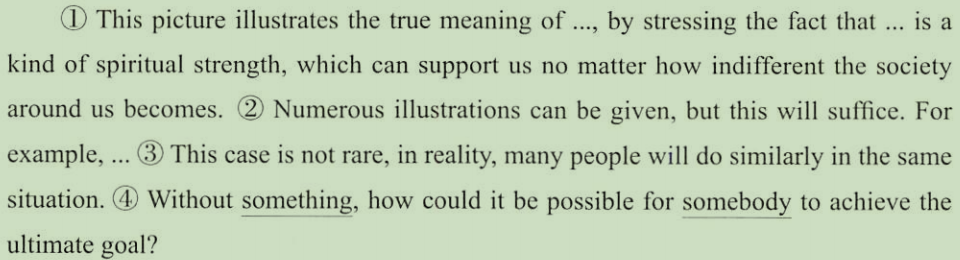 ① This picture illustrates the true meaning of ..., by stressing the fact that ... is a
kind of spiritual strength, which can support us no matter how indifferent the society
around us becomes. ② Numerous illustrations can be given, but this will suffice. For
example, ... ③ This case is not rare, in reality, many people will do similarly in the same
situation. ④ Without something, how could it be possible for somebody to achieve the
ultimate goal?